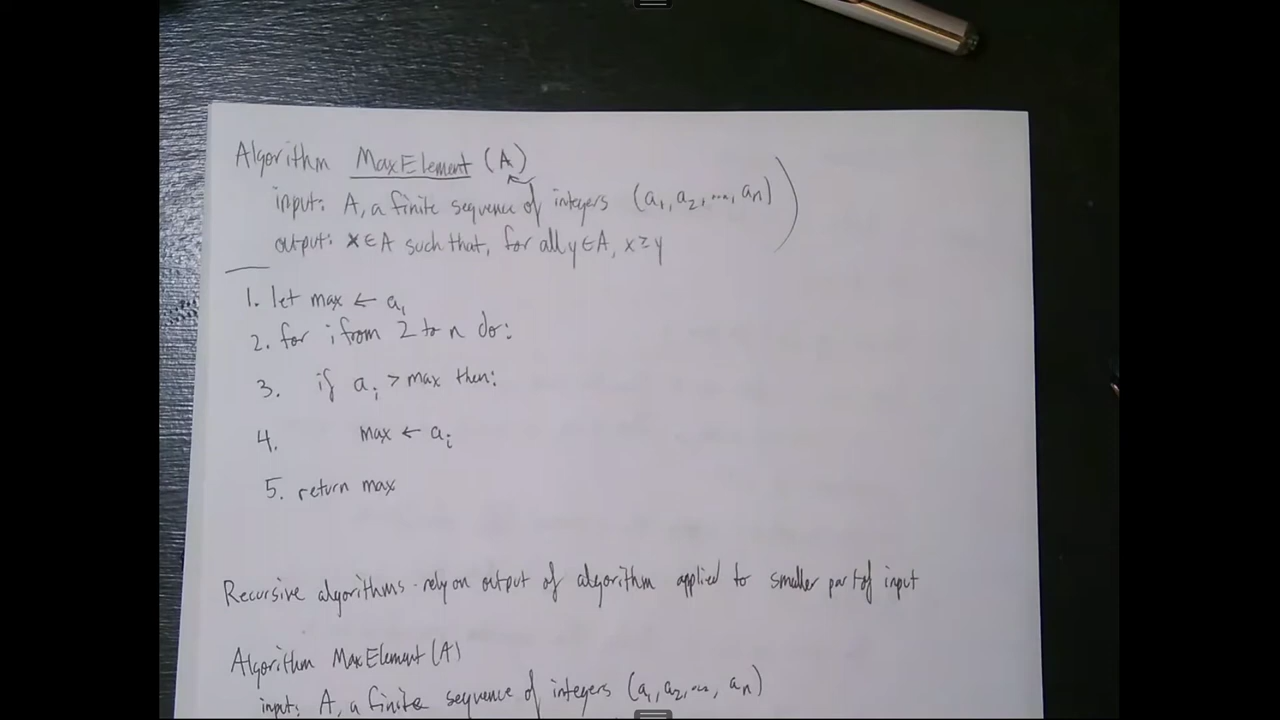 Algorithm MaxElement (A)
input: A, a finite sequence of integers (a₁, a₂, ..., aₙ)
output: x ∈ A such that, for all y ∈ A, x ≥ y
1. let max ← a₁
2. for i from 2 to n do:
3. if aᵢ > max then:
4. max ← aᵢ
5. return max
Recursive algorithms - rely on output of algorithm applied to smaller part of input
Algorithm MaxElement (A)
input: A, a finite sequence of integers (a₁, a₂, ..., aₙ)